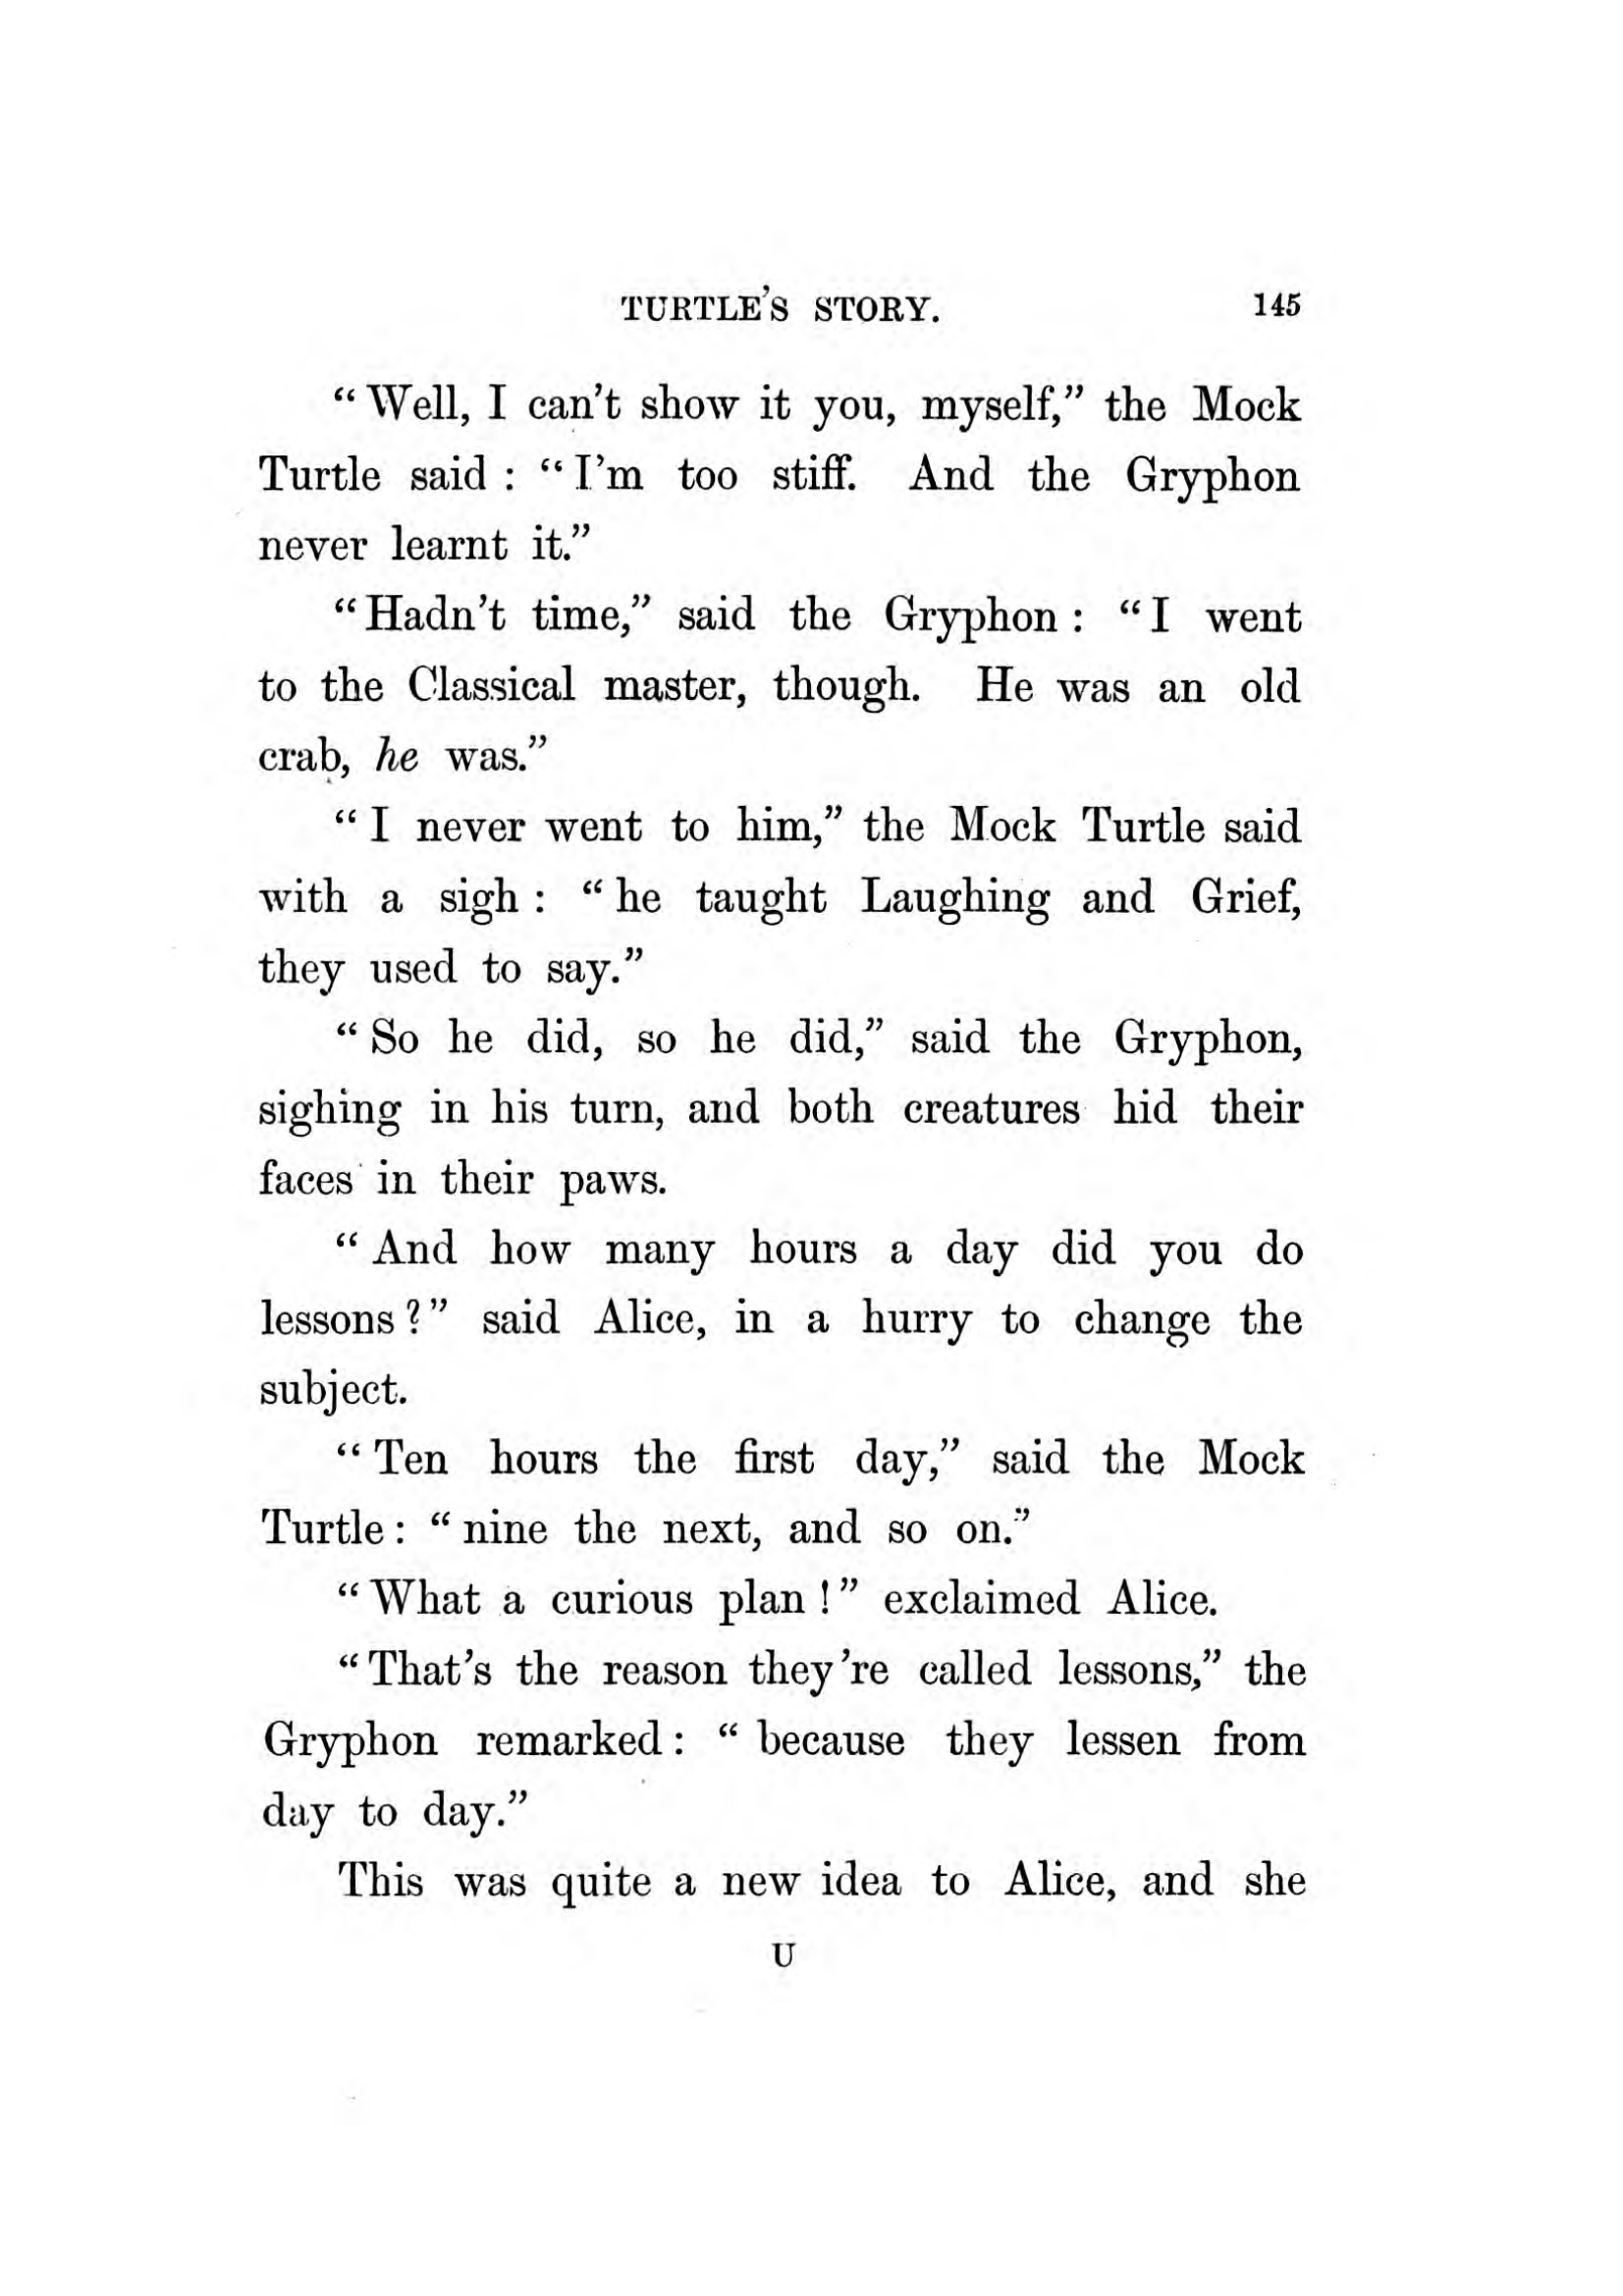 TURTLE'S STORY. 145
“Well, I can't show it you, myself,” the Mock
Turtle said : “I'm too stiff. And the Gryphon
never learnt it.”
“Hadn't time,” said the Gryphon : “I went
to the Classical master, though. He was an old
crab, he was.”
“I never went to him,” the Mock Turtle said
with a sigh : “he taught Laughing and Grief,
they used to say.”
“So he did, so he did,” said the Gryphon,
sighing in his turn, and both creatures hid their
faces in their paws.
“And how many hours a day did you do
lessons ?” said Alice, in a hurry to change the
subject.
“Ten hours the first day,” said the Mock
Turtle : “nine the next, and so on.”
“What a curious plan !” exclaimed Alice.
“That's the reason they're called lessons,” the
Gryphon remarked : “because they lessen from
day to day.”
This was quite a new idea to Alice, and she
U